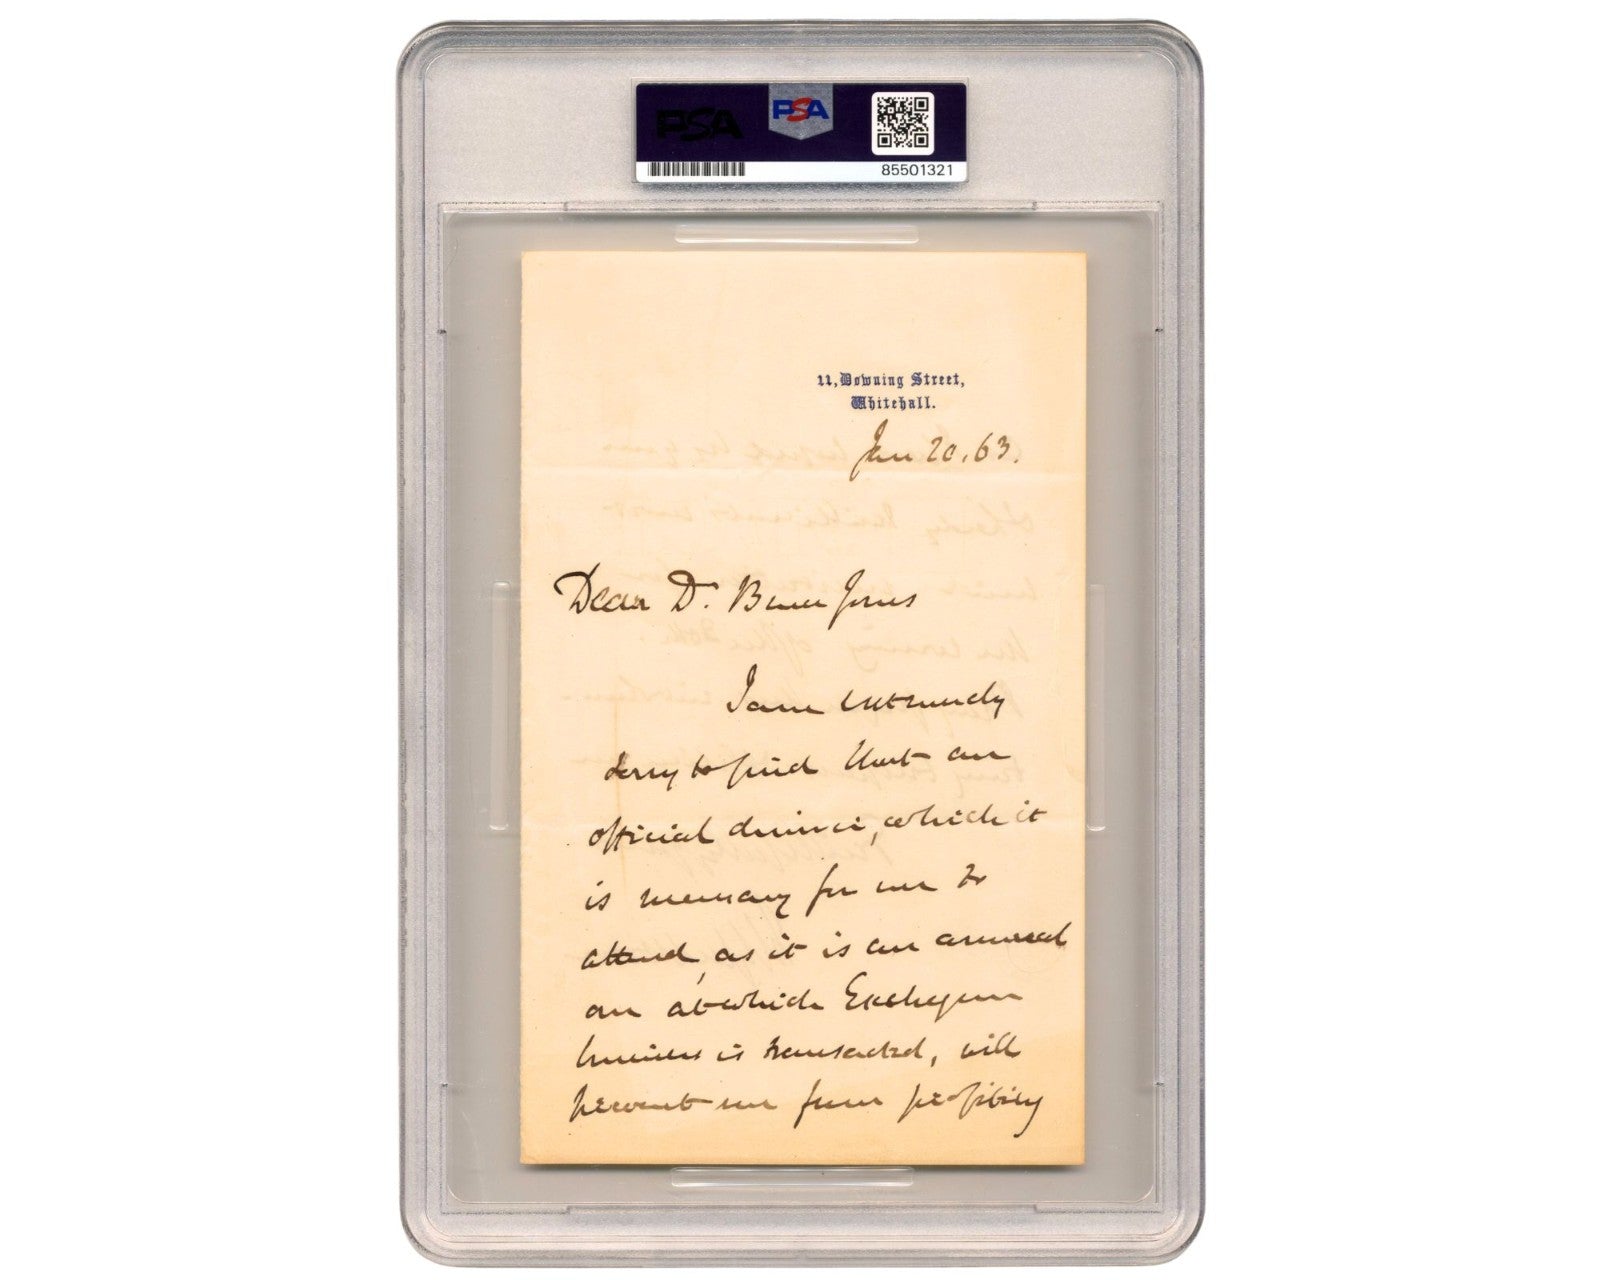 PSA
PSA
85501321
11, Downing Street,
Whitehall.
Jan 20. 63.
Dear Dr. Bence Jones
I am extremely
sorry to find that an
official dinner, which it
is necessary for me to
attend, as it is an annual
one at which Exchequer
business is transacted, will
prevent me from profiting